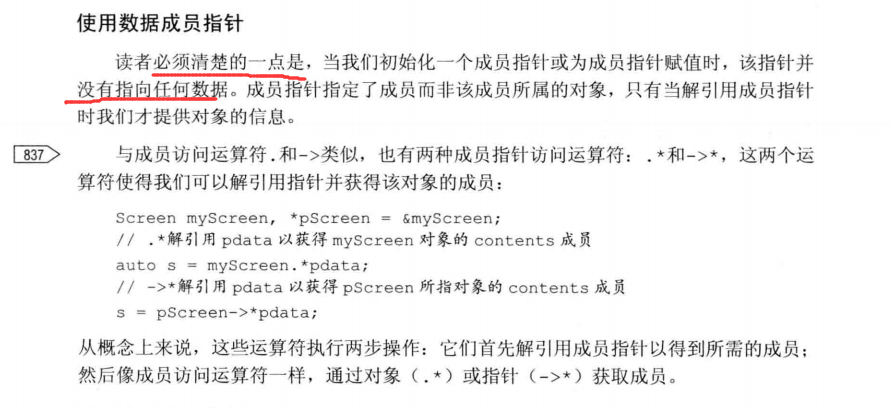 使用数据成员指针
读者必须清楚的一点是，当我们初始化一个成员指针或为成员指针赋值时，该指针并
没有指向任何数据。成员指针指定了成员而非该成员所属的对象，只有当解引用成员指针
时我们才提供对象的信息。
837
与成员访问运算符.和->类似，也有两种成员指针访问运算符：.*和->*，这两个运
算符使得我们可以解引用指针并获得该对象的成员：
Screen myScreen, *pScreen = &myScreen;
// .*解引用 pdata 以获得 myScreen 对象的 contents 成员
auto s = myScreen.*pdata;
// ->*解引用 pdata 以获得 pScreen 所指对象的 contents 成员
s = pScreen->*pdata;
从概念上来说，这些运算符执行两步操作：它们首先解引用成员指针以得到所需的成员；
然后像成员访问运算符一样，通过对象（.*）或指针（->*）获取成员。